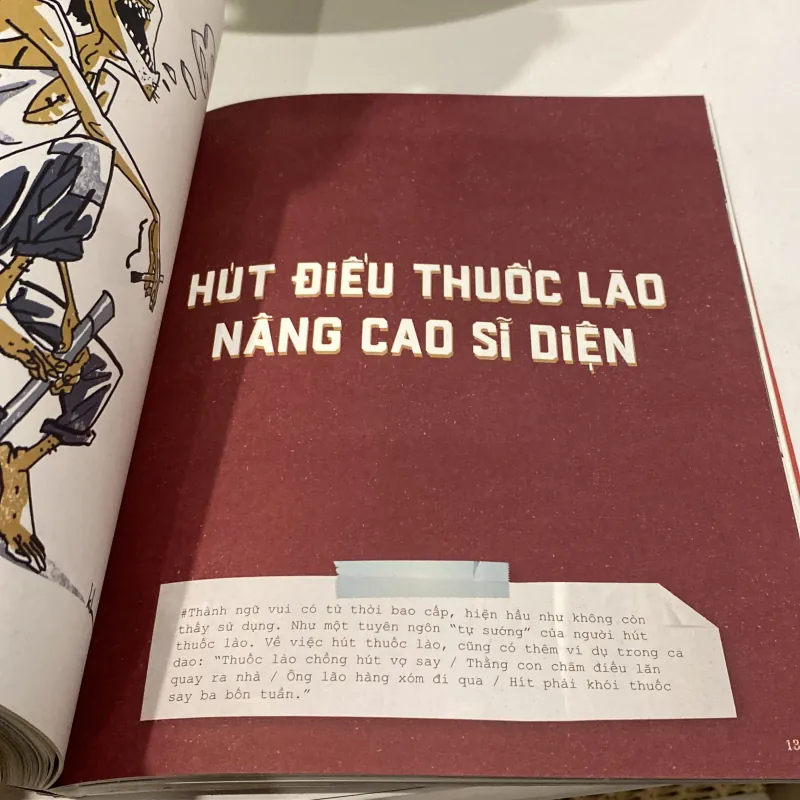 HÚT ĐIẾU THUỐC LÀO
NÂNG CAO SĨ DIỆN
#Thành ngữ vui có từ thời bao cấp, hiện hầu như không còn
thấy sử dụng. Như một tuyên ngôn “tự sướng” của người hút
thuốc lào. Về việc hút thuốc lào, cũng có thêm ví dụ trong ca
dao: “Thuốc lào chồng hút vợ say / Thằng con châm điếu lăn
quay ra nhà / Ông lão hàng xóm đi qua / Hít phải khói thuốc
say ba bốn tuần.”